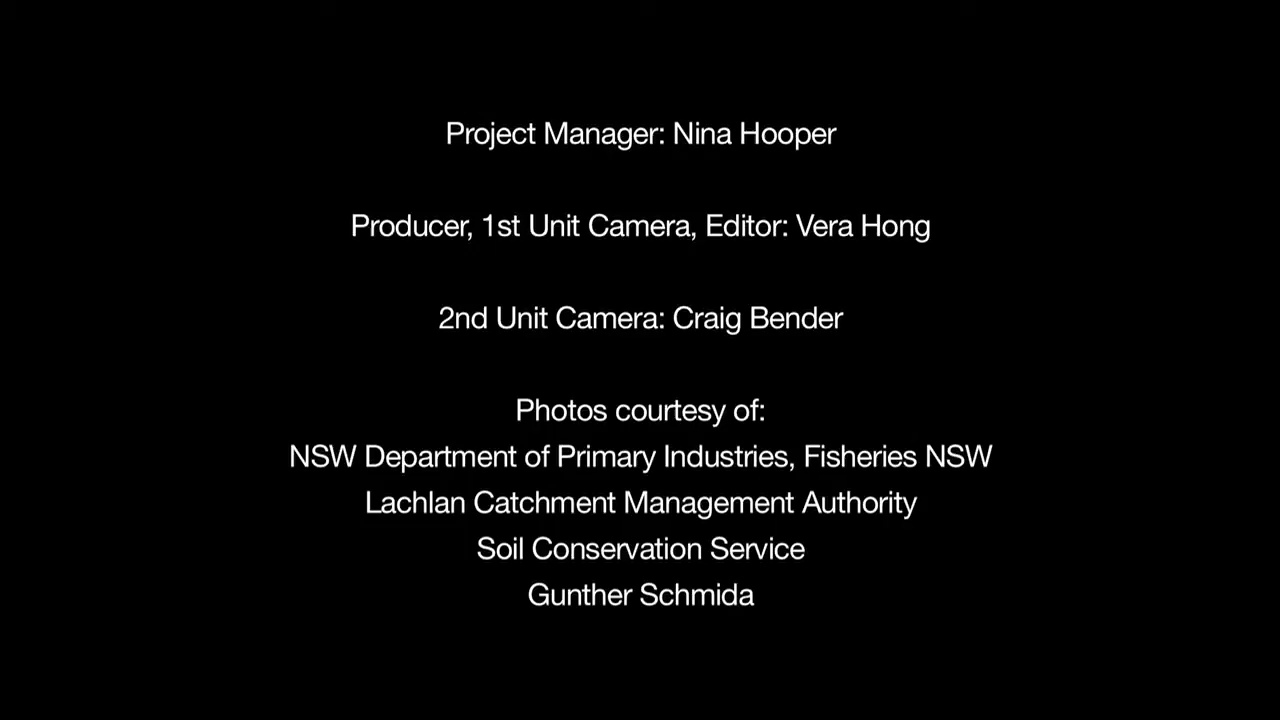 Project Manager: Nina Hooper
Producer, 1st Unit Camera, Editor: Vera Hong
2nd Unit Camera: Craig Bender
Photos courtesy of:
NSW Department of Primary Industries, Fisheries NSW
Lachlan Catchment Management Authority
Soil Conservation Service
Gunther Schmida